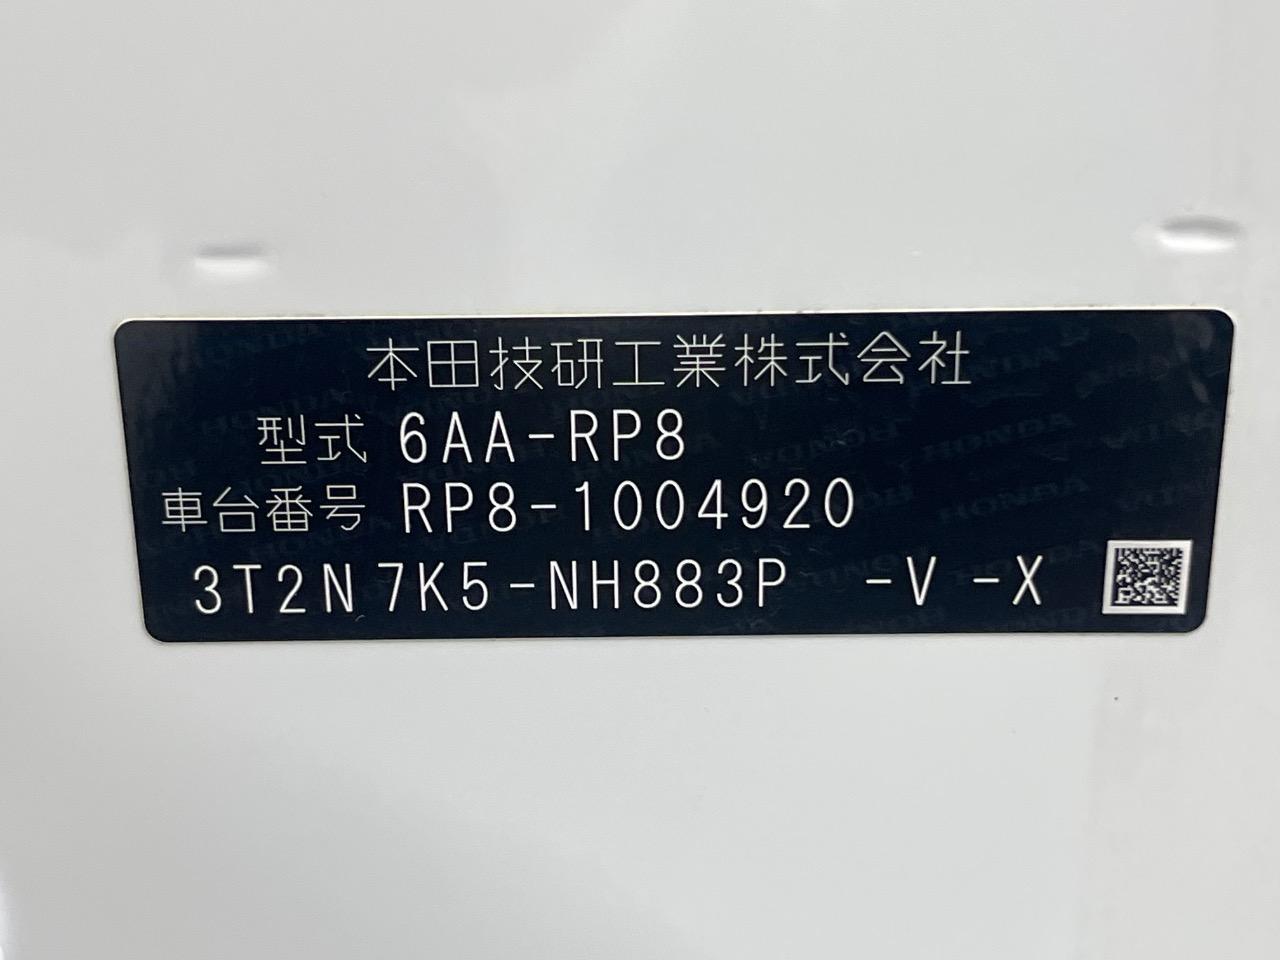 本田技研工業株式会社
型式 6AA-RP8
車台番号 RP8-1004920
3T2N7K5-NH883P -V -X